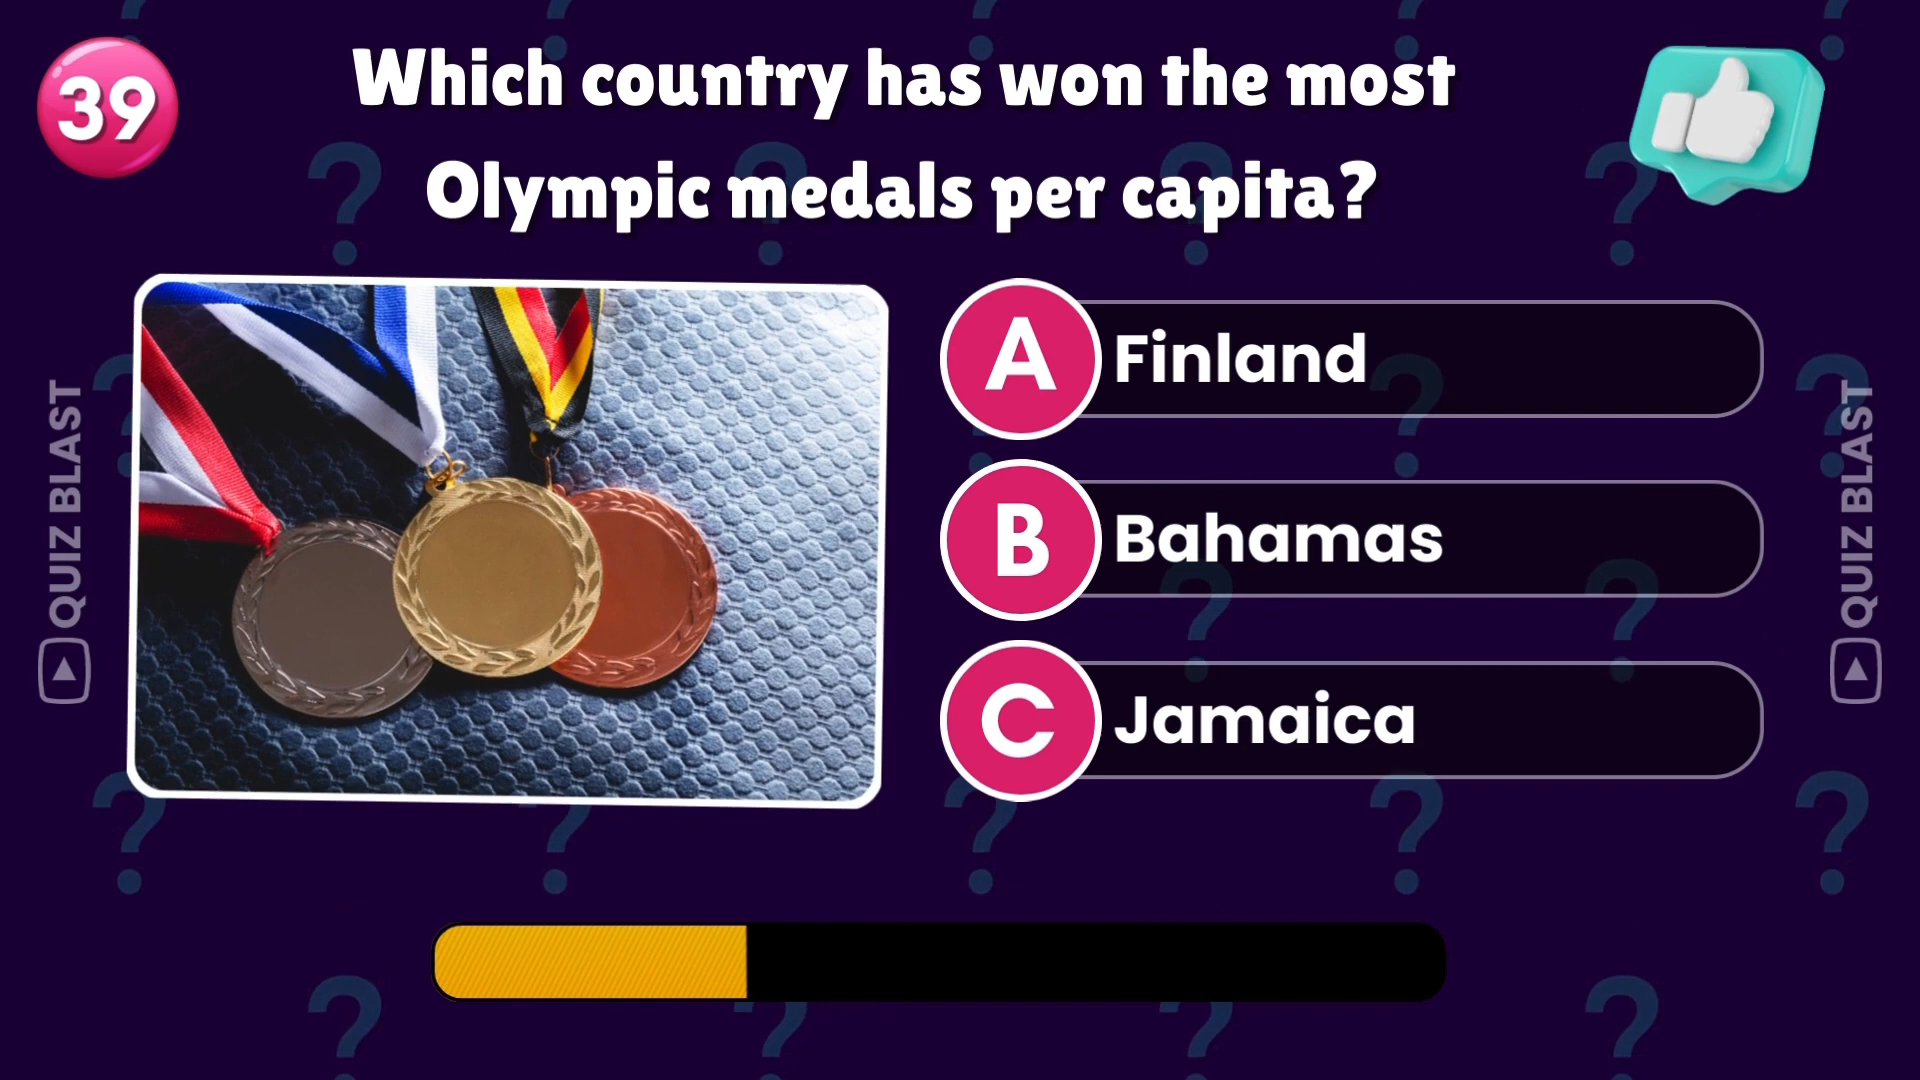 39
Which country has won the most
Olympic medals per capita?
A Finland
B Bahamas
C Jamaica
QUIZ BLAST
QUIZ BLAST